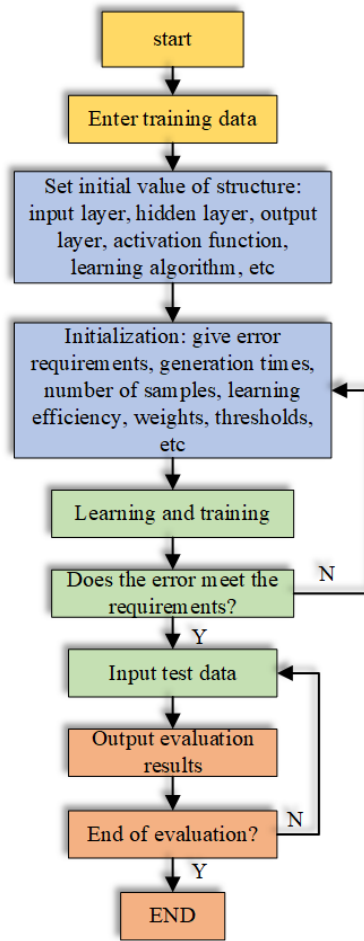 start
Enter training data
Set initial value of structure:
input layer, hidden layer, output
layer, activation function,
learning algorithm, etc
Initialization: give error
requirements, generation times,
number of samples, learning
efficiency, weights, thresholds,
etc
Learning and training
Does the error meet the
requirements?
N
Y
Input test data
Output evaluation
results
End of evaluation?
N
Y
END